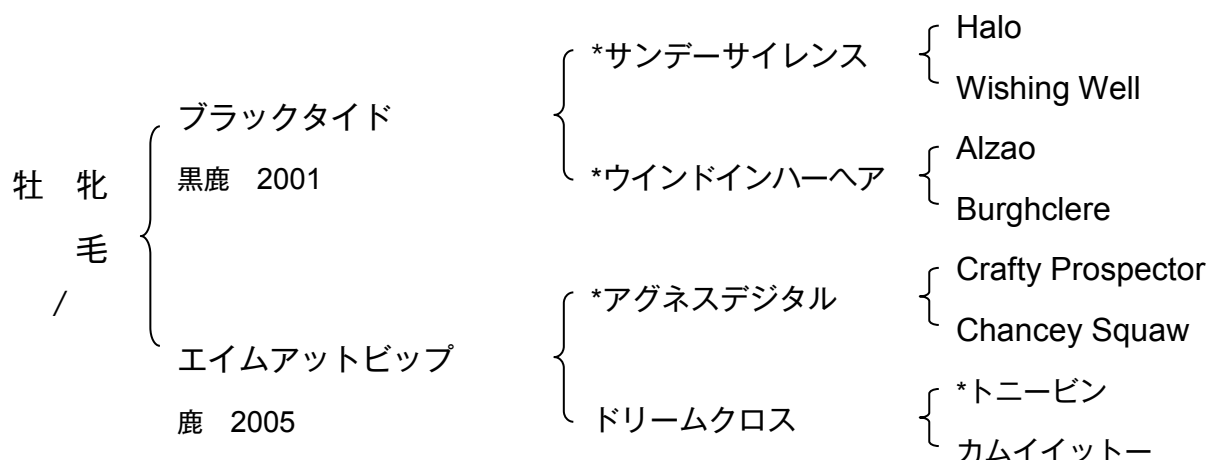 牡 牝
毛
/
ブラックタイド
黒鹿 2001
エイムアットビップ
鹿 2005
*サンデーサイレンス
*ウインドインハーヘア
*アグネスデジタル
ドリームクロス
Halo
Wishing Well
Alzao
Burghclere
Crafty Prospector
Chancey Squaw
*トニービン
カムイイットー